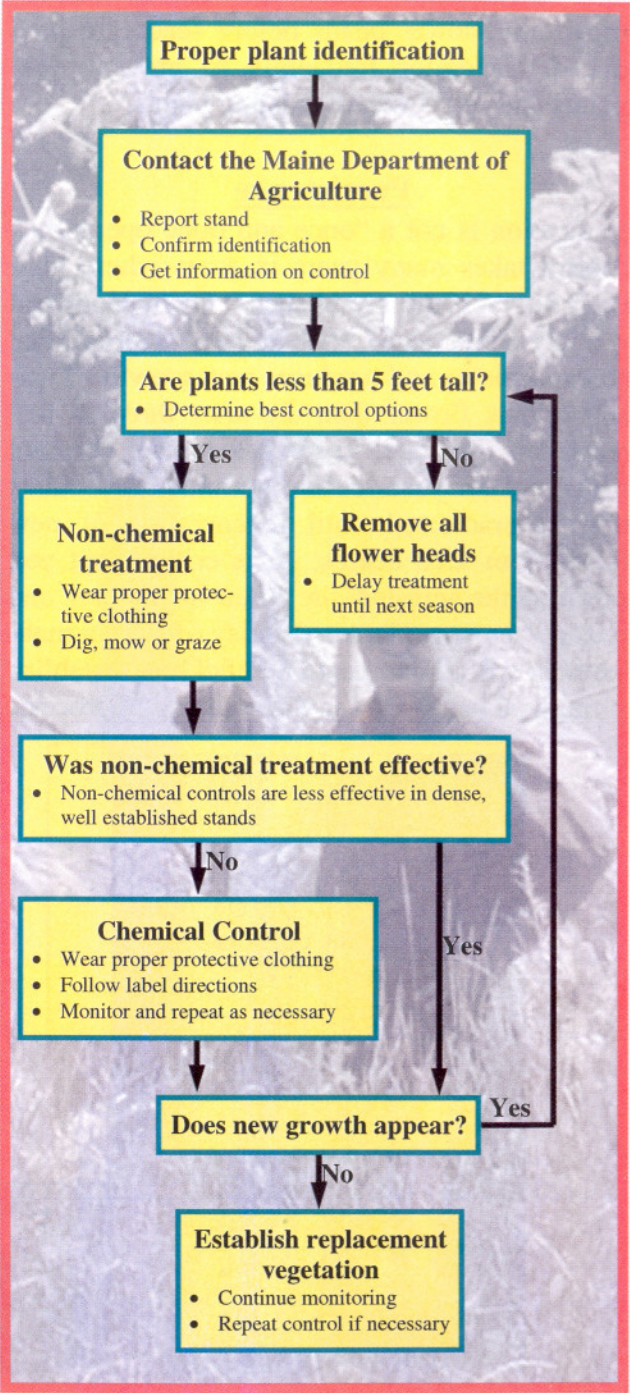 Proper plant identification
Contact the Maine Department of
Agriculture
• Report stand
• Confirm identification
• Get information on control
Are plants less than 5 feet tall?
• Determine best control options
Yes
No
Non-chemical
treatment
• Wear proper protec-
tive clothing
• Dig, mow or graze
Remove all
flower heads
• Delay treatment
until next season
Was non-chemical treatment effective?
• Non-chemical controls are less effective in dense,
well established stands
No
Yes
Chemical Control
• Wear proper protective clothing
• Follow label directions
• Monitor and repeat as necessary
Does new growth appear?
Yes
No
Establish replacement
vegetation
• Continue monitoring
• Repeat control if necessary